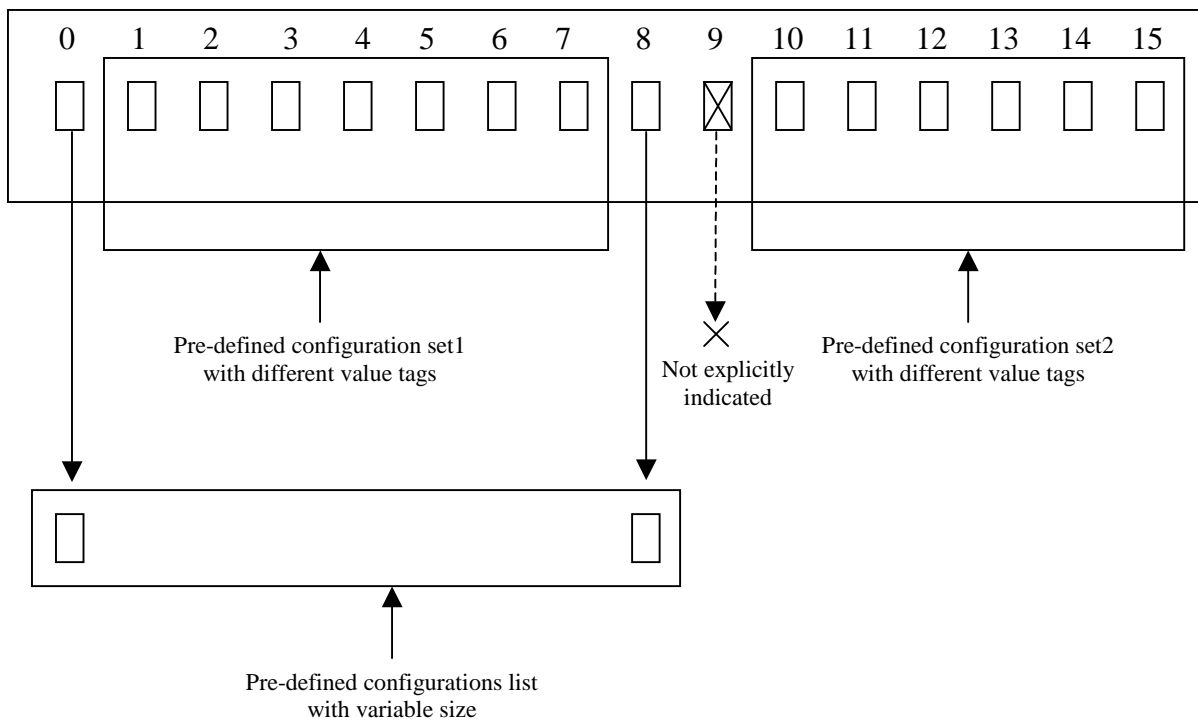 0 1 2 3 4 5 6 7 8 9 10 11 12 13 14 15
Pre-defined configuration set1
with different value tags
Not explicitly
indicated
Pre-defined configuration set2
with different value tags
Pre-defined configurations list
with variable size